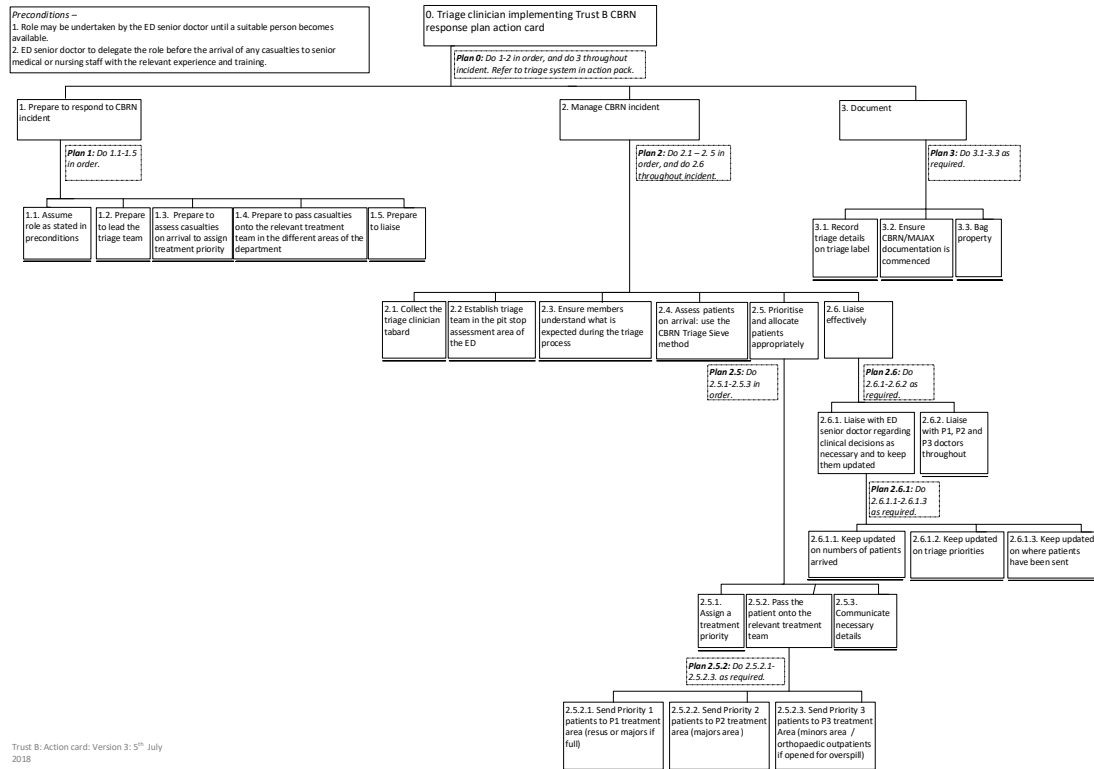 Preconditions –
1. Role may be undertaken by the ED senior doctor until a suitable person becomes
available.
2. ED senior doctor to delegate the role before the arrival of any casualties to senior
medical or nursing staff with the relevant experience and training.
0. Triage clinician implementing Trust B CBRN
response plan action card
Plan 0: Do 1-2 in order, and do 3 throughout
incident. Refer to triage system in action pack.
1. Prepare to respond to CBRN
incident
2. Manage CBRN incident
3. Document
Plan 1: Do 1.1-1.5
in order.
Plan 2: Do 2.1 – 2. 5 in
order, and do 2.6
throughout incident.
Plan 3: Do 3.1-3.3 as
required.
1.1. Assume
role as stated in
preconditions
1.2. Prepare
to lead the
triage team
1.3. Prepare to
assess casualties
on arrival to assign
treatment priority
1.4. Prepare to pass casualties
onto the relevant treatment
team in the different areas of the
department
1.5. Prepare
to liaise
3.1. Record
triage details
on triage label
3.2. Ensure
CBRN/MAJAX
documentation is
commenced
3.3. Bag
property
2.1. Collect the
triage clinician
tabard
2.2 Establish triage
team in the pit stop
assessment area of
the ED
2.3. Ensure members
understand what is
expected during the triage
process
2.4. Assess patients
on arrival: use the
CBRN Triage Sieve
method
2.5. Prioritise
and allocate
patients
appropriately
2.6. Liaise
effectively
Plan 2.5: Do
2.5.1-2.5.3 in
order.
Plan 2.6: Do
2.6.1-2.6.2 as
required.
2.6.1. Liaise with ED
senior doctor regarding
clinical decisions as
necessary and to keep
them updated
2.6.2. Liaise
with P1, P2 and
P3 doctors
throughout
Plan 2.6.1: Do
2.6.1.1-2.6.1.3
as required.
2.6.1.1. Keep updated
on numbers of patients
arrived
2.6.1.2. Keep updated
on triage priorities
2.6.1.3. Keep updated
on where patients
have been sent
2.5.1.
Assign a
treatment
priority
2.5.2. Pass the
patient onto the
relevant treatment
team
2.5.3.
Communicate
necessary
details
Plan 2.5.2: Do 2.5.2.1-
2.5.2.3. as required.
2.5.2.1. Send Priority 1
patients to P1 treatment
area (resus or majors if
full)
2.5.2.2. Send Priority 2
patients to P2 treatment
area (majors area )
2.5.2.3. Send Priority 3
patients to P3 treatment
Area (minors area /
orthopaedic outpatients
if opened for overspill)
Trust B: Action card: Version 3: 5th July
2018